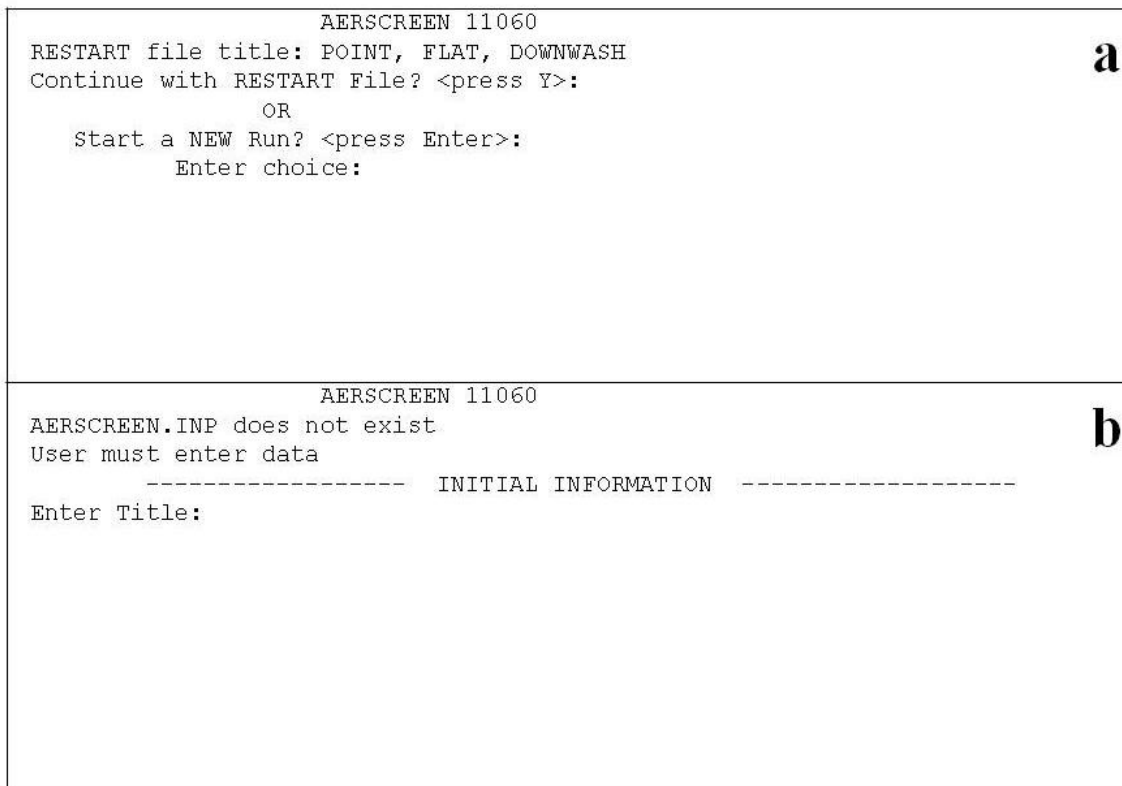 AERSCREEN 11060
RESTART file title: POINT, FLAT, DOWNWASH
Continue with RESTART File? <press Y>:
OR
Start a NEW Run? <press Enter>:
Enter choice:
a
AERSCREEN 11060
AERSCREEN.INP does not exist
User must enter data
------------------ INITIAL INFORMATION -------------------
Enter Title:
b